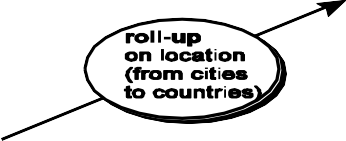 roll-up
on location
(from cities
to countries)